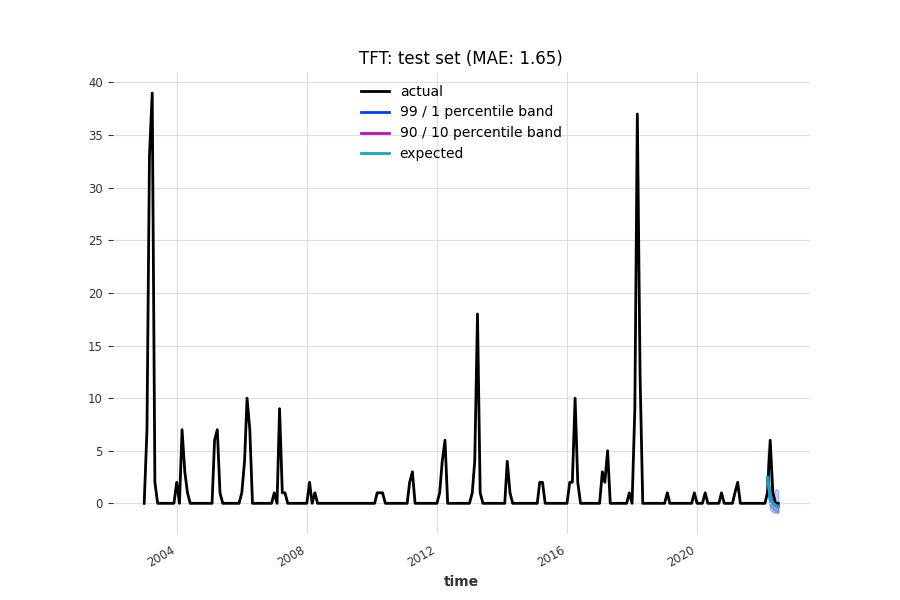 TFT: test set (MAE: 1.65)
actual
99 / 1 percentile band
90 / 10 percentile band
expected
40
35
30
25
20
15
10
5
0
2004
2008
2012
2016
2020
time